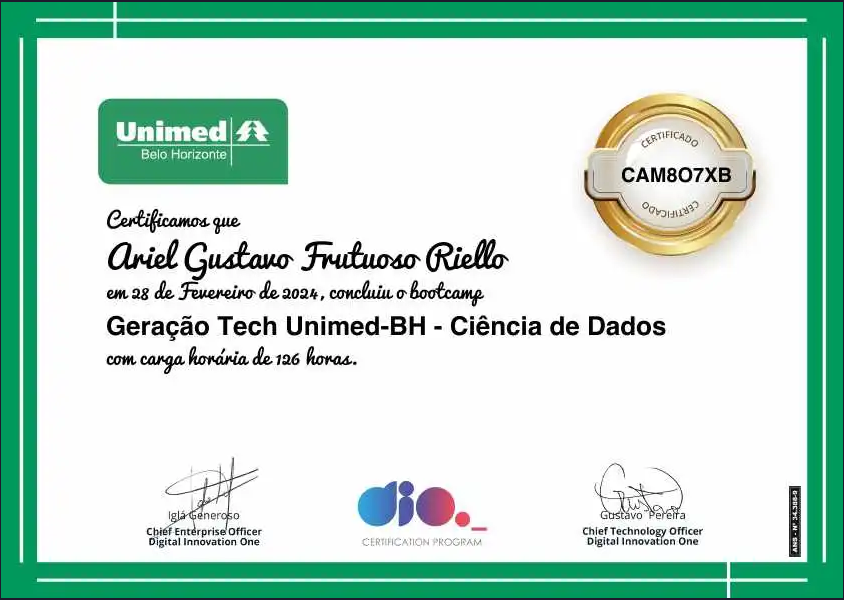 Unimed
Belo Horizonte
CERTIFICADO
CAM8O7XB
CERTIFICADO
Certificamos que
Ariel Gustavo Frutuoso Riello
em 28 de Fevereiro de 2024, concluiu o bootcamp
Geração Tech Unimed-BH - Ciência de Dados
com carga horária de 126 horas.
Iglá Generoso
Chief Enterprise Officer
Digital Innovation One
dio._
CERTIFICATION PROGRAM
Gustavo Pereira
Chief Technology Officer
Digital Innovation One
ANS - Nº 34.388-9